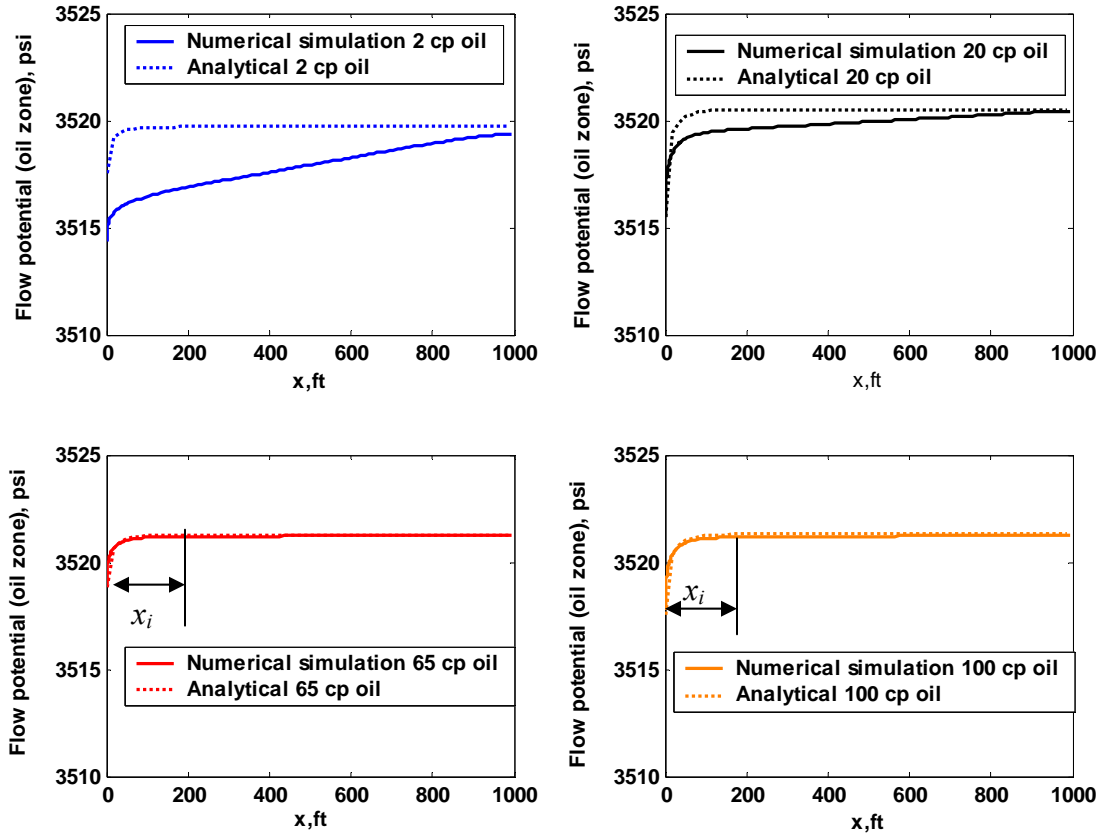 3525
Numerical simulation 2 cp oil
Analytical 2 cp oil
3520
3515
3510
0 200 400 600 800 1000
x,ft
Flow potential (oil zone), psi
3525
Numerical simulation 20 cp oil
Analytical 20 cp oil
3520
3515
3510
0 200 400 600 800 1000
x,ft
Flow potential (oil zone), psi
3525
3520
x_i
Numerical simulation 65 cp oil
Analytical 65 cp oil
3515
3510
0 200 400 600 800 1000
x,ft
Flow potential (oil zone), psi
3525
3520
x_i
Numerical simulation 100 cp oil
Analytical 100 cp oil
3515
3510
0 200 400 600 800 1000
x,ft
Flow potential (oil zone), psi